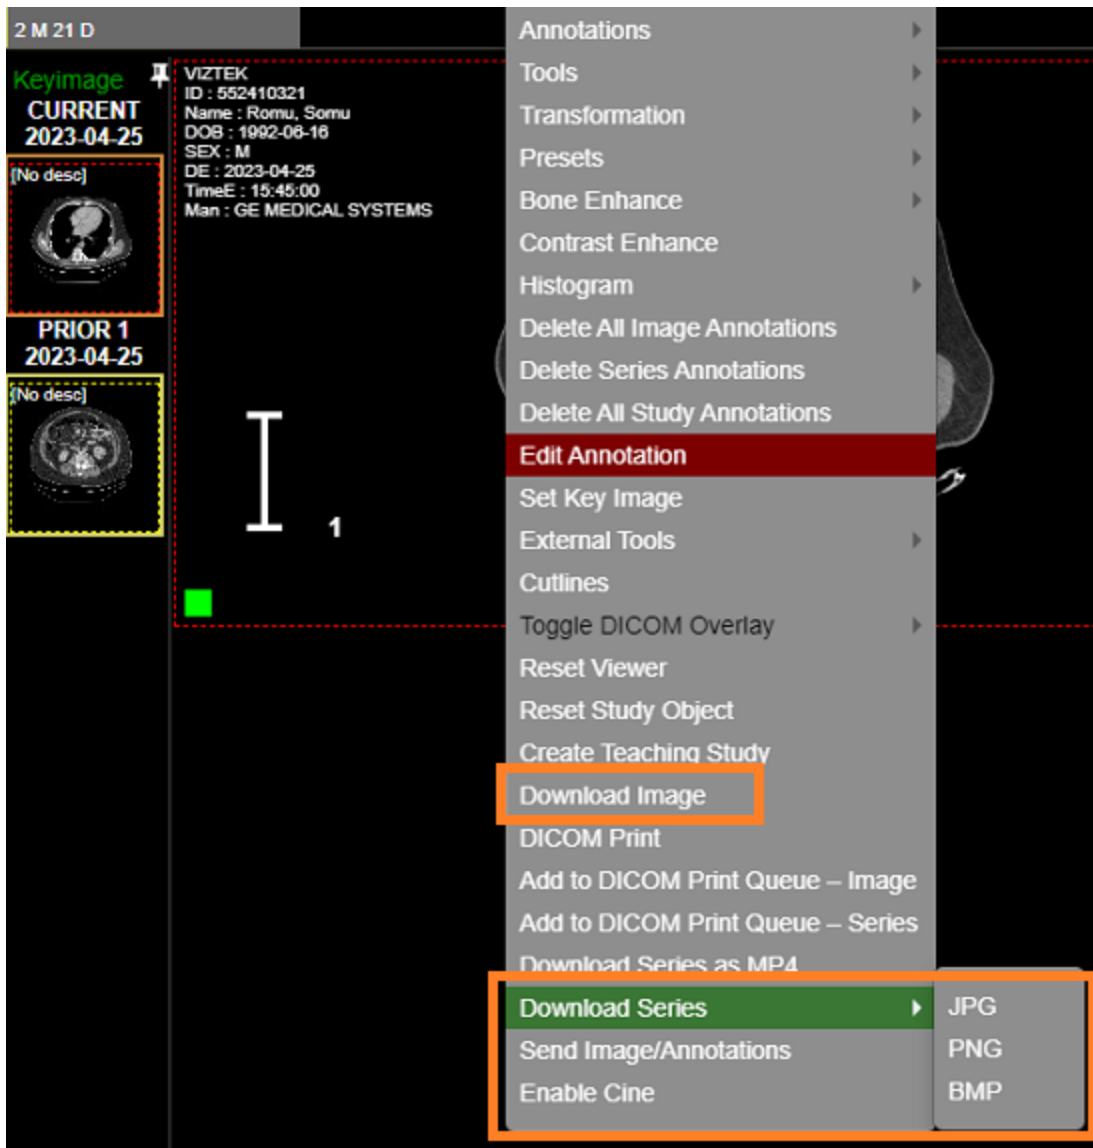 2 M 21 D
Keyimage
CURRENT
2023-04-25
[No desc]
PRIOR 1
2023-04-25
[No desc]
VIZTEK
ID : 552410321
Name : Romu, Somu
DOB : 1992-06-16
SEX : M
DE : 2023-04-25
TimeE : 15:45:00
Man : GE MEDICAL SYSTEMS
1
Annotations
Tools
Transformation
Presets
Bone Enhance
Contrast Enhance
Histogram
Delete All Image Annotations
Delete Series Annotations
Delete All Study Annotations
Edit Annotation
Set Key Image
External Tools
Cutlines
Toggle DICOM Overlay
Reset Viewer
Reset Study Object
Create Teaching Study
Download Image
DICOM Print
Add to DICOM Print Queue – Image
Add to DICOM Print Queue – Series
Download Series as MP4
Download Series
Send Image/Annotations
Enable Cine
JPG
PNG
BMP